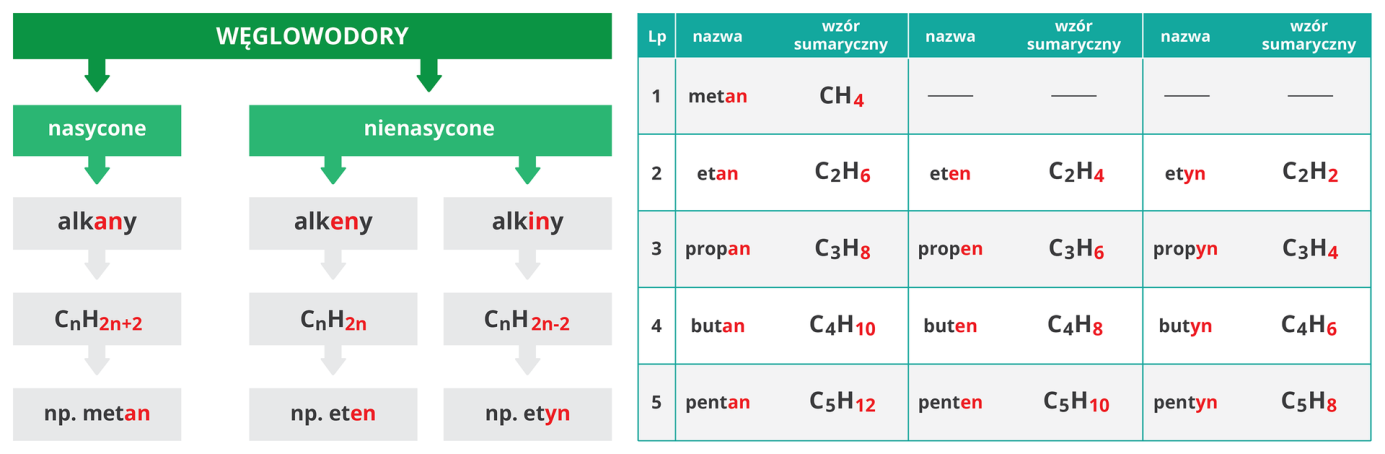 WĘGLOWODORY
nasycone nienasycone
alkany alkeny alkiny
CₙH₂ₙ₊₂ CₙH₂ₙ CₙH₂ₙ₋₂
np. metan np. eten np. etyn
Lp nazwa wzór sumaryczny nazwa wzór sumaryczny nazwa wzór sumaryczny
1 metan CH₄ — — — —
2 etan C₂H₆ eten C₂H₄ etyn C₂H₂
3 propan C₃H₈ propen C₃H₆ propyn C₃H₄
4 butan C₄H₁₀ buten C₄H₈ butyn C₄H₆
5 pentan C₅H₁₂ penten C₅H₁₀ pentyn C₅H₈